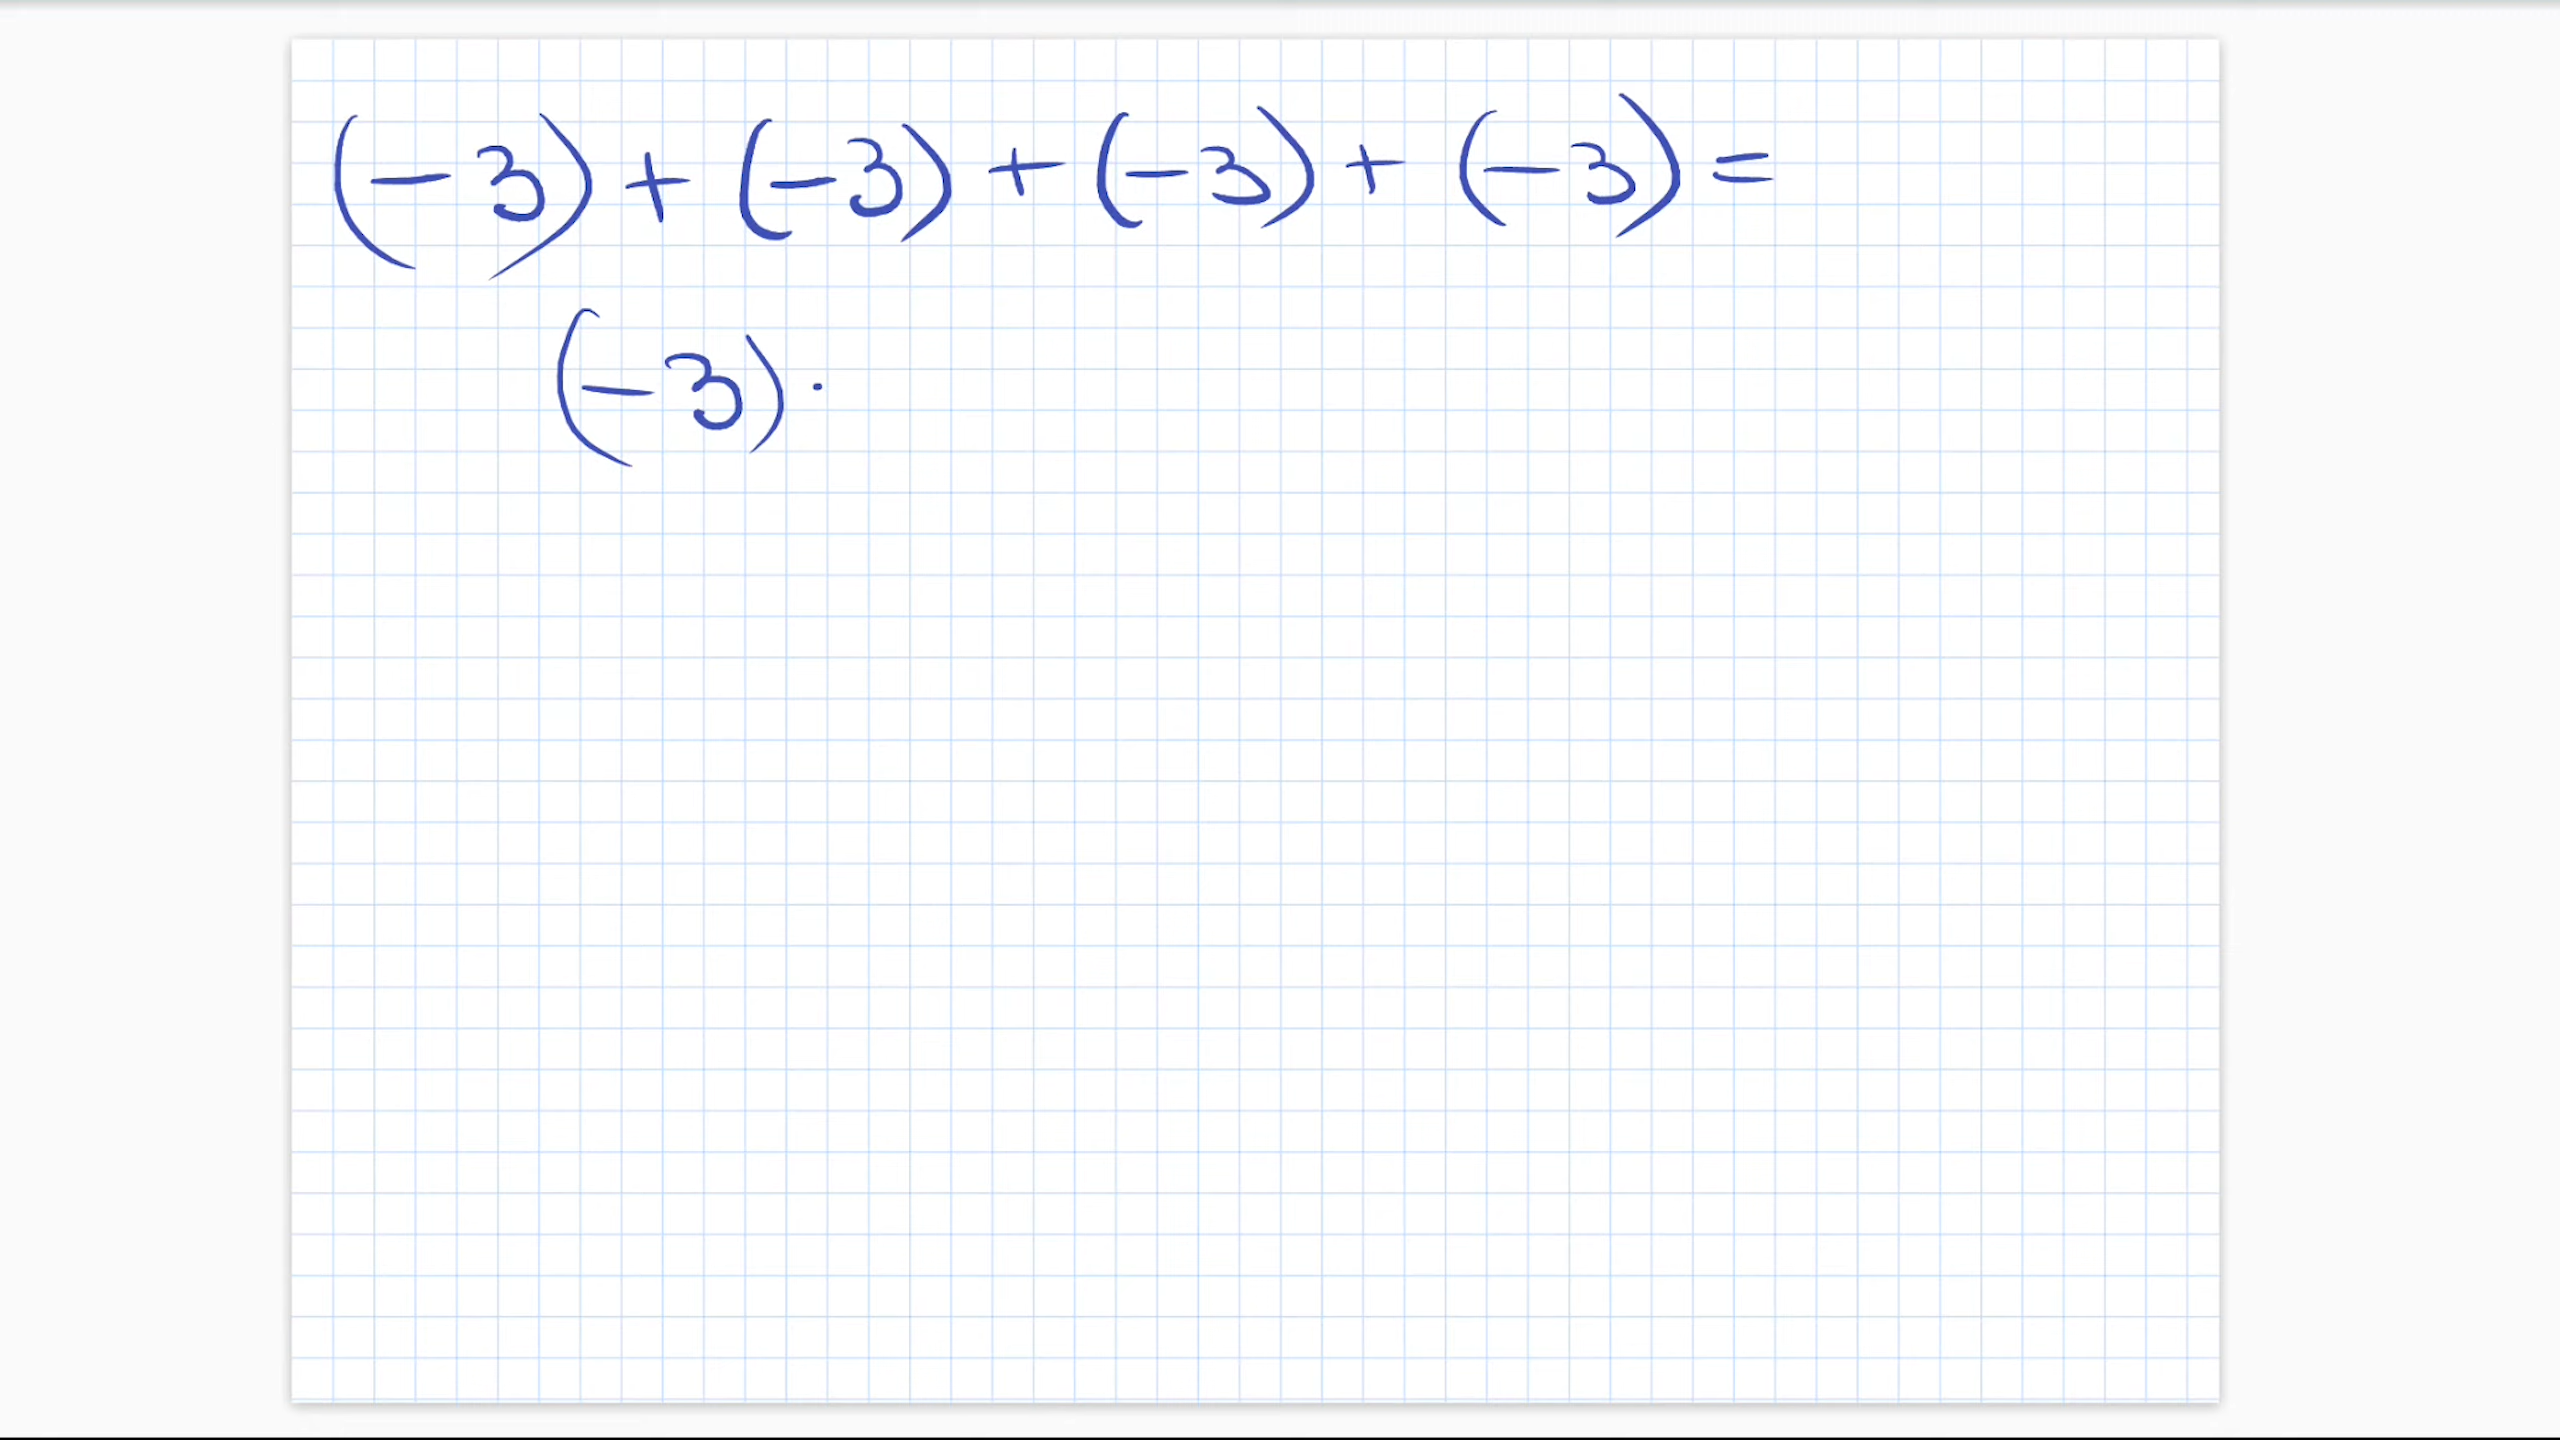 (-3) + (-3) + (-3) + (-3) =
(-3) ·